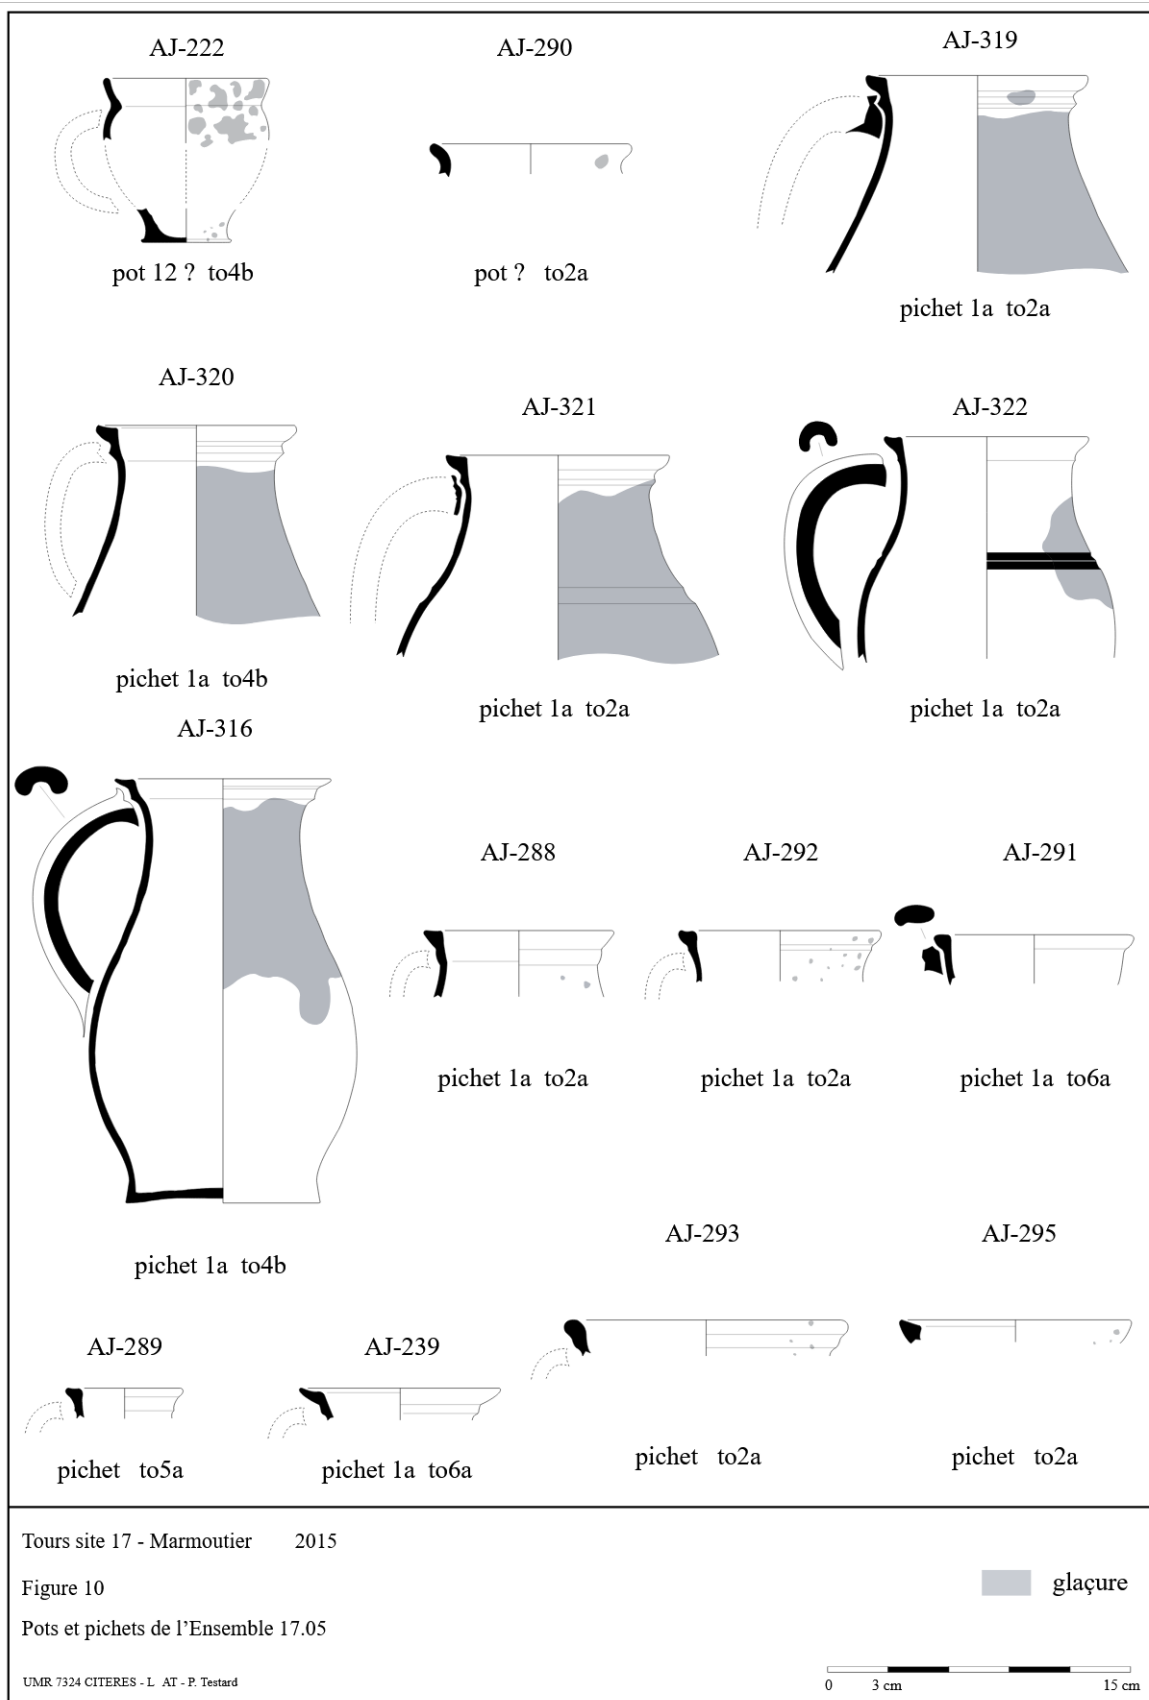 AJ-222
pot 12 ? to4b
AJ-290
pot ? to2a
AJ-319
pichet 1a to2a
AJ-320
pichet 1a to4b
AJ-321
pichet 1a to2a
AJ-322
pichet 1a to2a
AJ-316
pichet 1a to4b
AJ-288
pichet 1a to2a
AJ-292
pichet 1a to2a
AJ-291
pichet 1a to6a
AJ-289
pichet to5a
AJ-239
pichet 1a to6a
AJ-293
pichet to2a
AJ-295
pichet to2a
Tours site 17 - Marmoutier 2015
Figure 10
Pots et pichets de l’Ensemble 17.05
UMR 7324 CITERES - L AT - P. Testard
glaçure
0 3 cm 15 cm